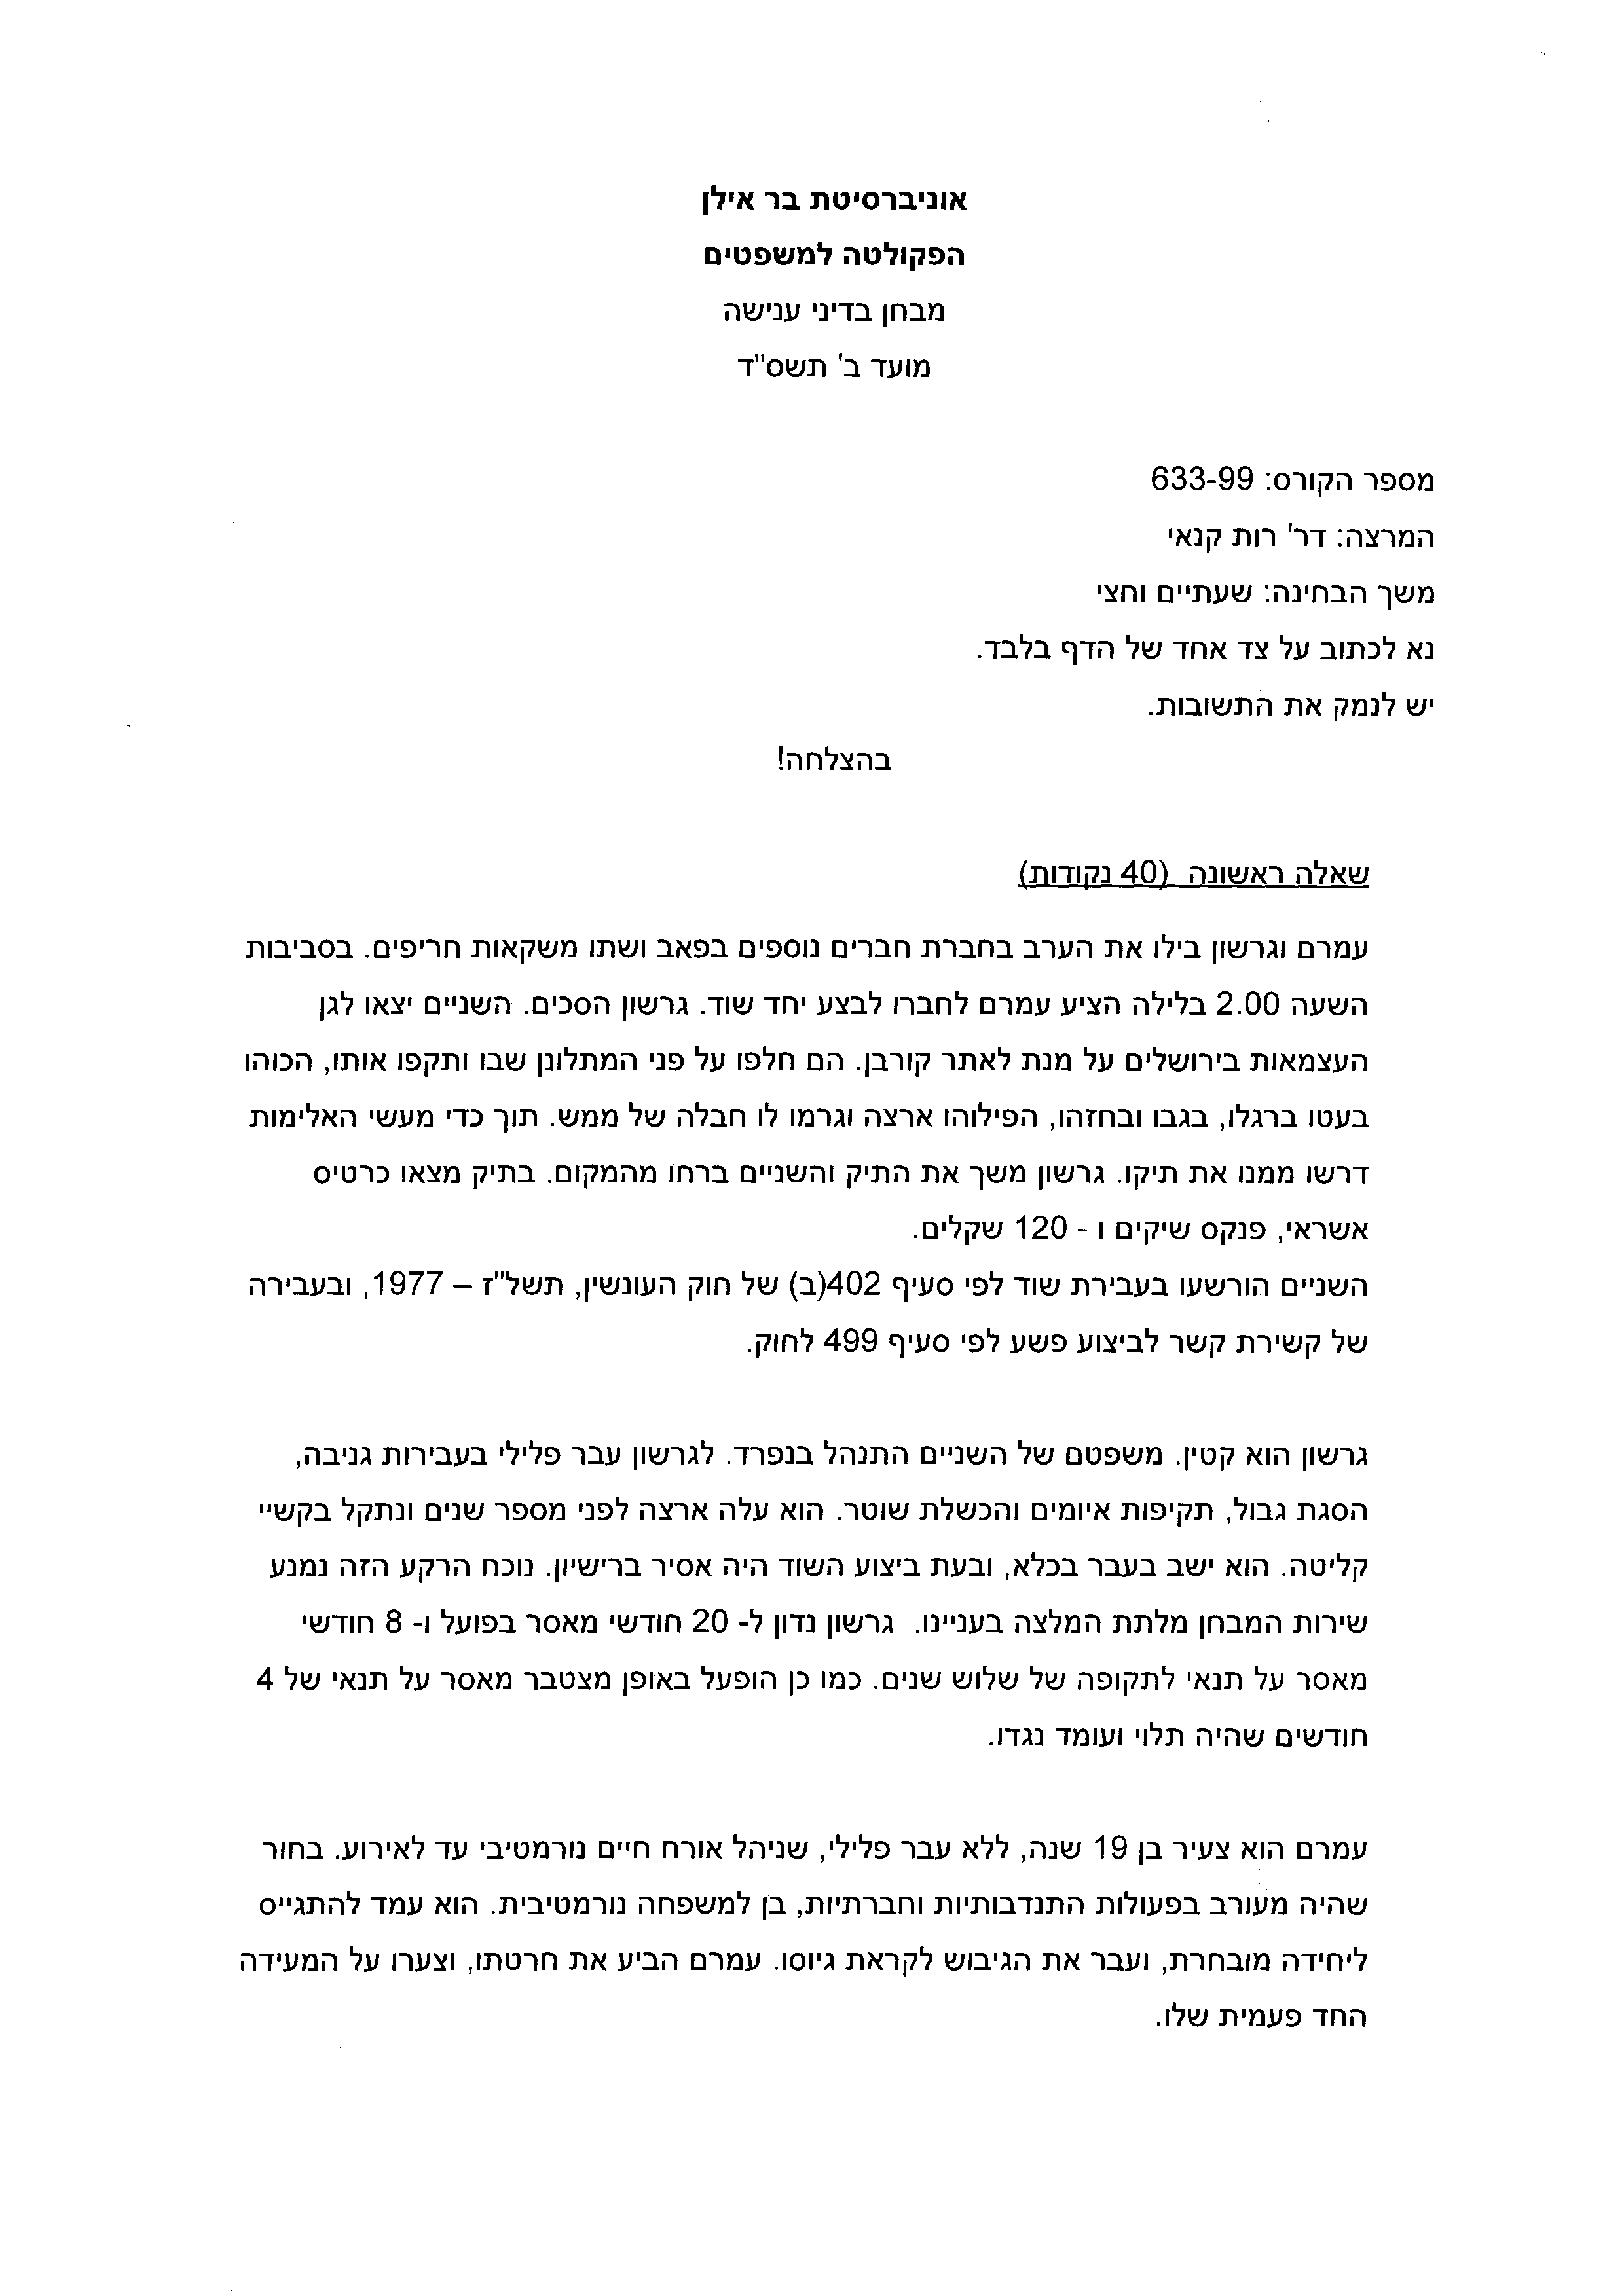 אוניברסיטת בר אילן
הפקולטה למשפטים
מבחן בדיני ענישה
מועד ב' תשס"ד
מספר הקורס: 633-99
המרצה: דר' רות קנאי
משך הבחינה: שעתיים וחצי
נא לכתוב על צד אחד של הדף בלבד.
יש לנמק את התשובות.
בהצלחה!
שאלה ראשונה (40 נקודות)
עמרם וגרשון בילו את הערב בחברת חברים נוספים בפאב ושתו משקאות חריפים. בסביבות
השעה 2.00 בלילה הציע עמרם לחברו לבצע יחד שוד. גרשון הסכים. השניים יצאו לגן
העצמאות בירושלים על מנת לאתר קורבן. הם חלפו על פני המתלונן שבו ותקפו אותו, הכוהו
בעטו ברגלו, בגבו ובחזהו, הפילוהו ארצה וגרמו לו חבלה של ממש. תוך כדי מעשי האלימות
דרשו ממנו את תיקו. גרשון משך את התיק והשניים ברחו מהמקום. בתיק מצאו כרטיס
אשראי, פנקס שיקים ו - 120 שקלים.
השניים הורשעו בעבירת שוד לפי סעיף 402(ב) של חוק העונשין, תשל"ז – 1977, ובעבירה
של קשירת קשר לביצוע פשע לפי סעיף 499 לחוק.
גרשון הוא קטין. משפטם של השניים התנהל בנפרד. לגרשון עבר פלילי בעבירות גניבה,
הסגת גבול, תקיפות איומים והכשלת שוטר. הוא עלה ארצה לפני מספר שנים ונתקל בקשיי
קליטה. הוא ישב בעבר בכלא, ובעת ביצוע השוד היה אסיר ברישיון. נוכח הרקע הזה נמנע
שירות המבחן מלתת המלצה בעניינו. גרשון נדון ל- 20 חודשי מאסר בפועל ו- 8 חודשי
מאסר על תנאי לתקופה של שלוש שנים. כמו כן הופעל באופן מצטבר מאסר על תנאי של 4
חודשים שהיה תלוי ועומד נגדו.
עמרם הוא צעיר בן 19 שנה, ללא עבר פלילי, שניהל אורח חיים נורמטיבי עד לאירוע. בחור
שהיה מעורב בפעולות התנדבותיות וחברתיות, בן למשפחה נורמטיבית. הוא עמד להתגייס
ליחידה מובחרת, ועבר את הגיבוש לקראת גיוסו. עמרם הביע את חרטתו, וצערו על המעידה
החד פעמית שלו.